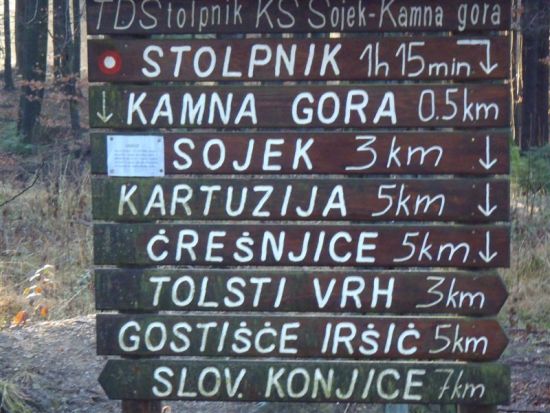 TD Stolpnik KS Sojek-Kamna gora
STOLPNIK 1h 15min ↓
↓ KAMNA GORA 0.5km
SOJEK 3km ↓
KARTUZIJA 5km ↓
ČREŠNJICE 5km ↓
TOLSTI VRH 3km
GOSTIŠČE IRŠIČ 5km
SLOV. KONJICE 7km